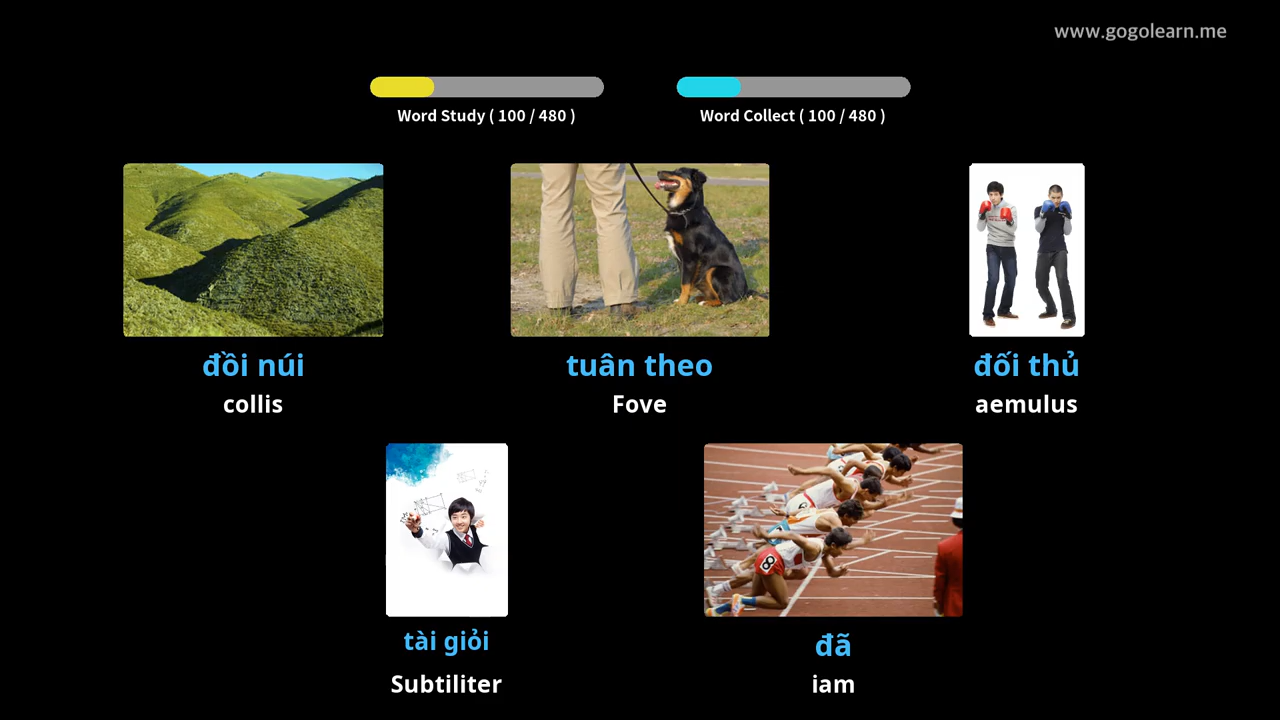 www.gogolearn.me
Word Study ( 100 / 480 )
Word Collect ( 100 / 480 )
đồi núi
collis
tuân theo
Fove
đối thủ
aemulus
tài giỏi
Subtiliter
đã
iam